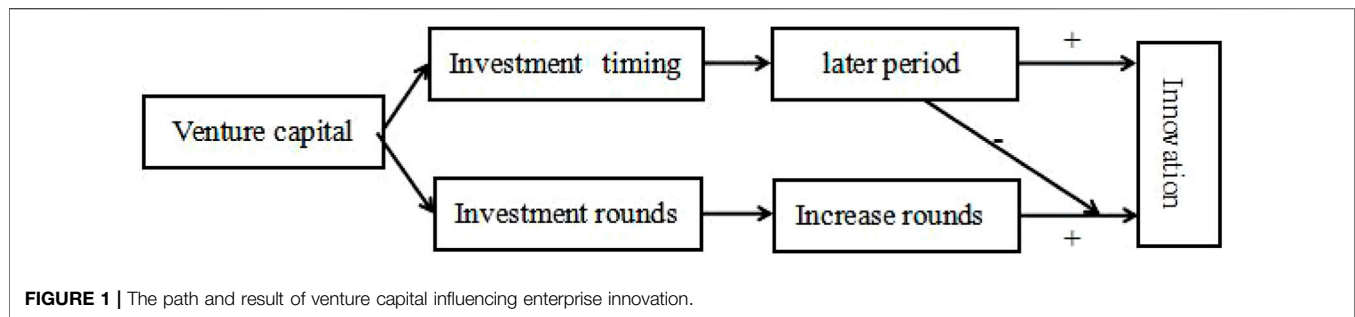 Investment timing
later period
+
Venture capital
-
Innovation
Investment rounds
Increase rounds
+
FIGURE 1 | The path and result of venture capital influencing enterprise innovation.